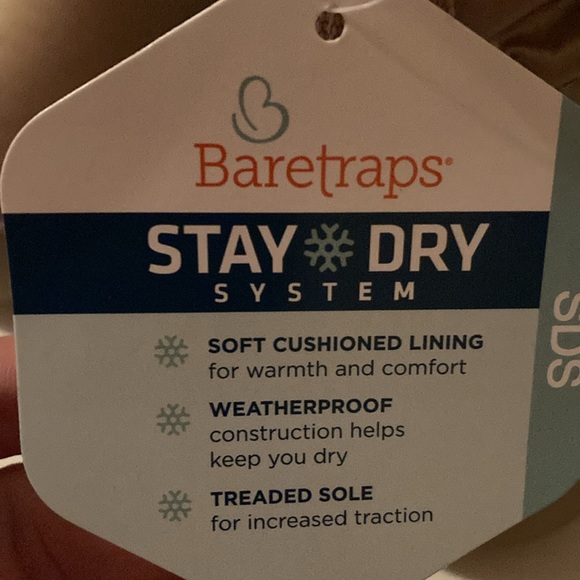 Baretraps®
STAY DRY
SYSTEM
SOFT CUSHIONED LINING
for warmth and comfort
WEATHERPROOF
construction helps
keep you dry
TREADED SOLE
for increased traction
SDS